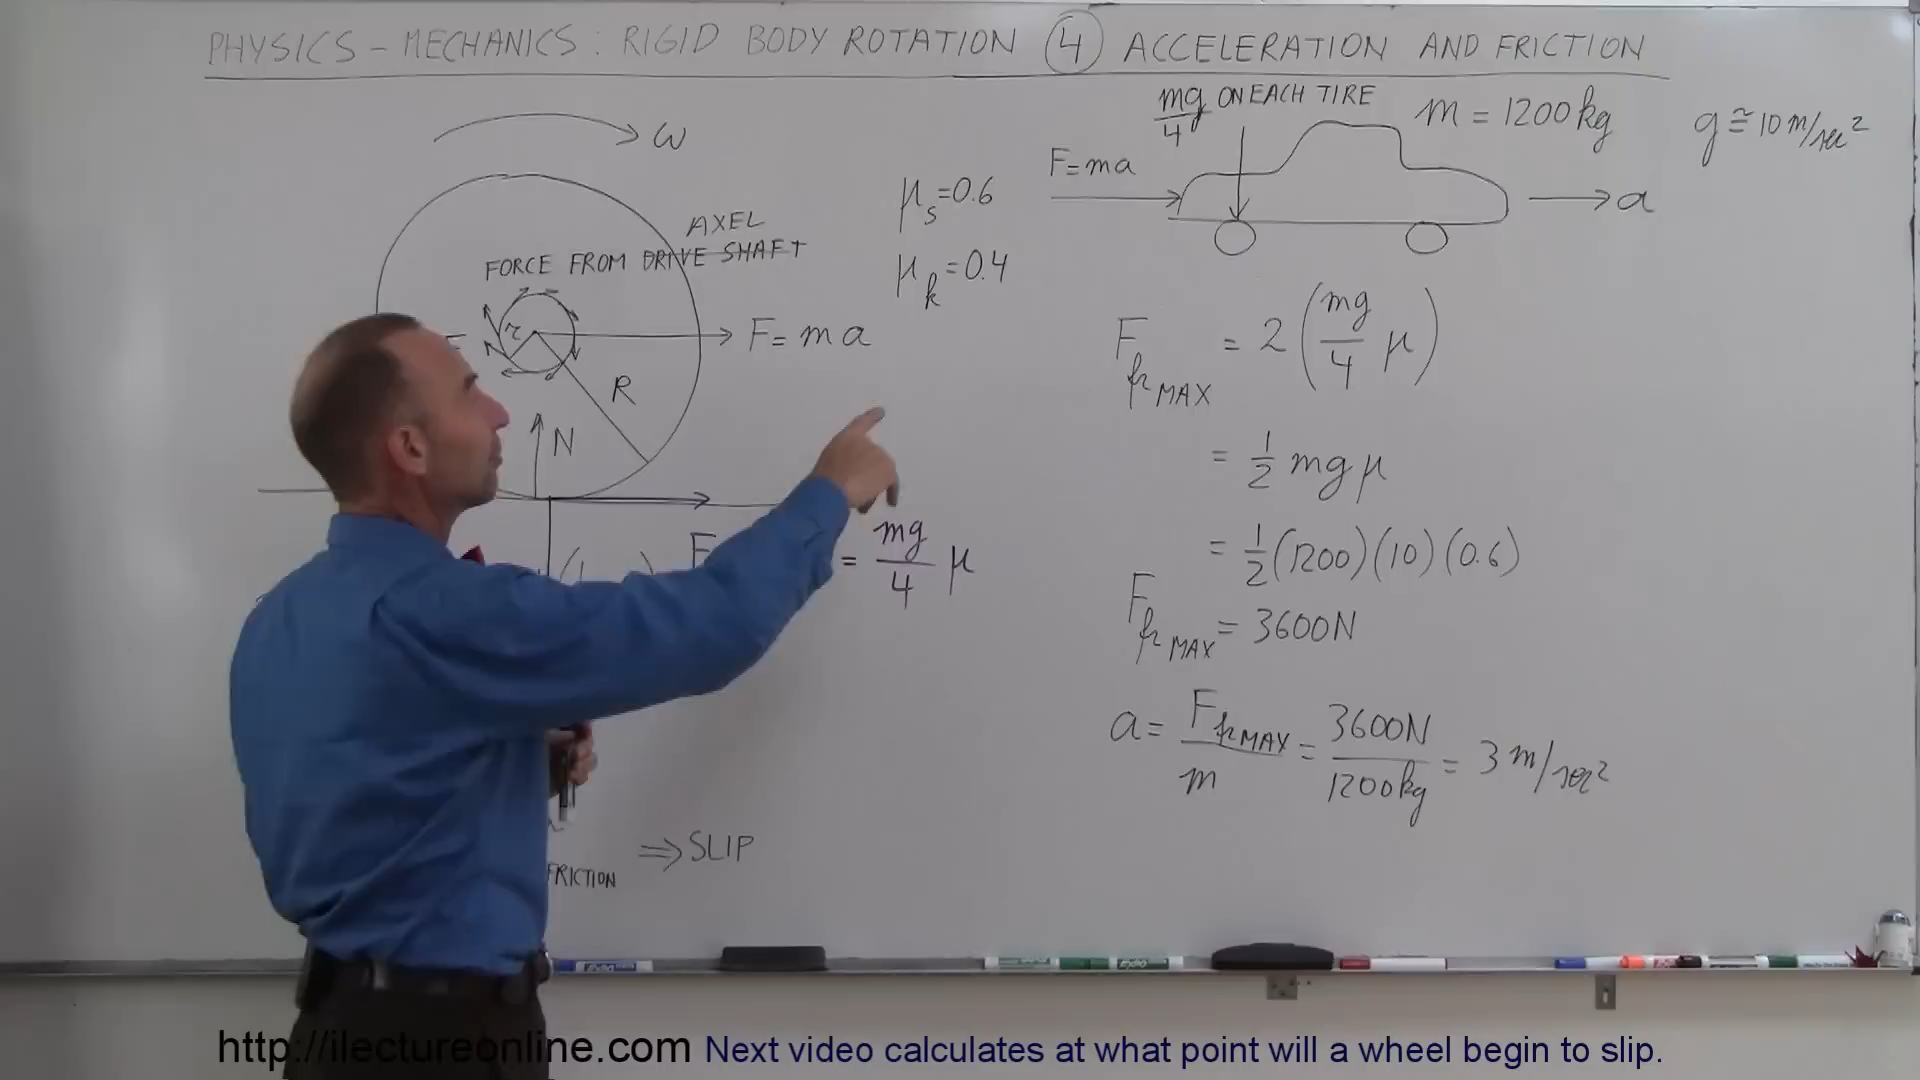 PHYSICS - MECHANICS: RIGID BODY ROTATION ④ ACCELERATION AND FRICTION
ω
AXEL
FORCE FROM DRIVE SHAFT
r
F = ma
R
N
= mg/4 μ
⇒ SLIP
FRICTION
μs = 0.6
μk = 0.4
mg/4 ON EACH TIRE
m = 1200 kg
g ≅ 10 m/sec²
F = ma
a
F fr MAX = 2 (mg/4 μ)
= 1/2 mg μ
= 1/2 (1200)(10)(0.6)
F fr MAX = 3600N
a = F fr MAX / m = 3600N / 1200kg = 3 m/sec²
http://ilectureonline.com Next video calculates at what point will a wheel begin to slip.